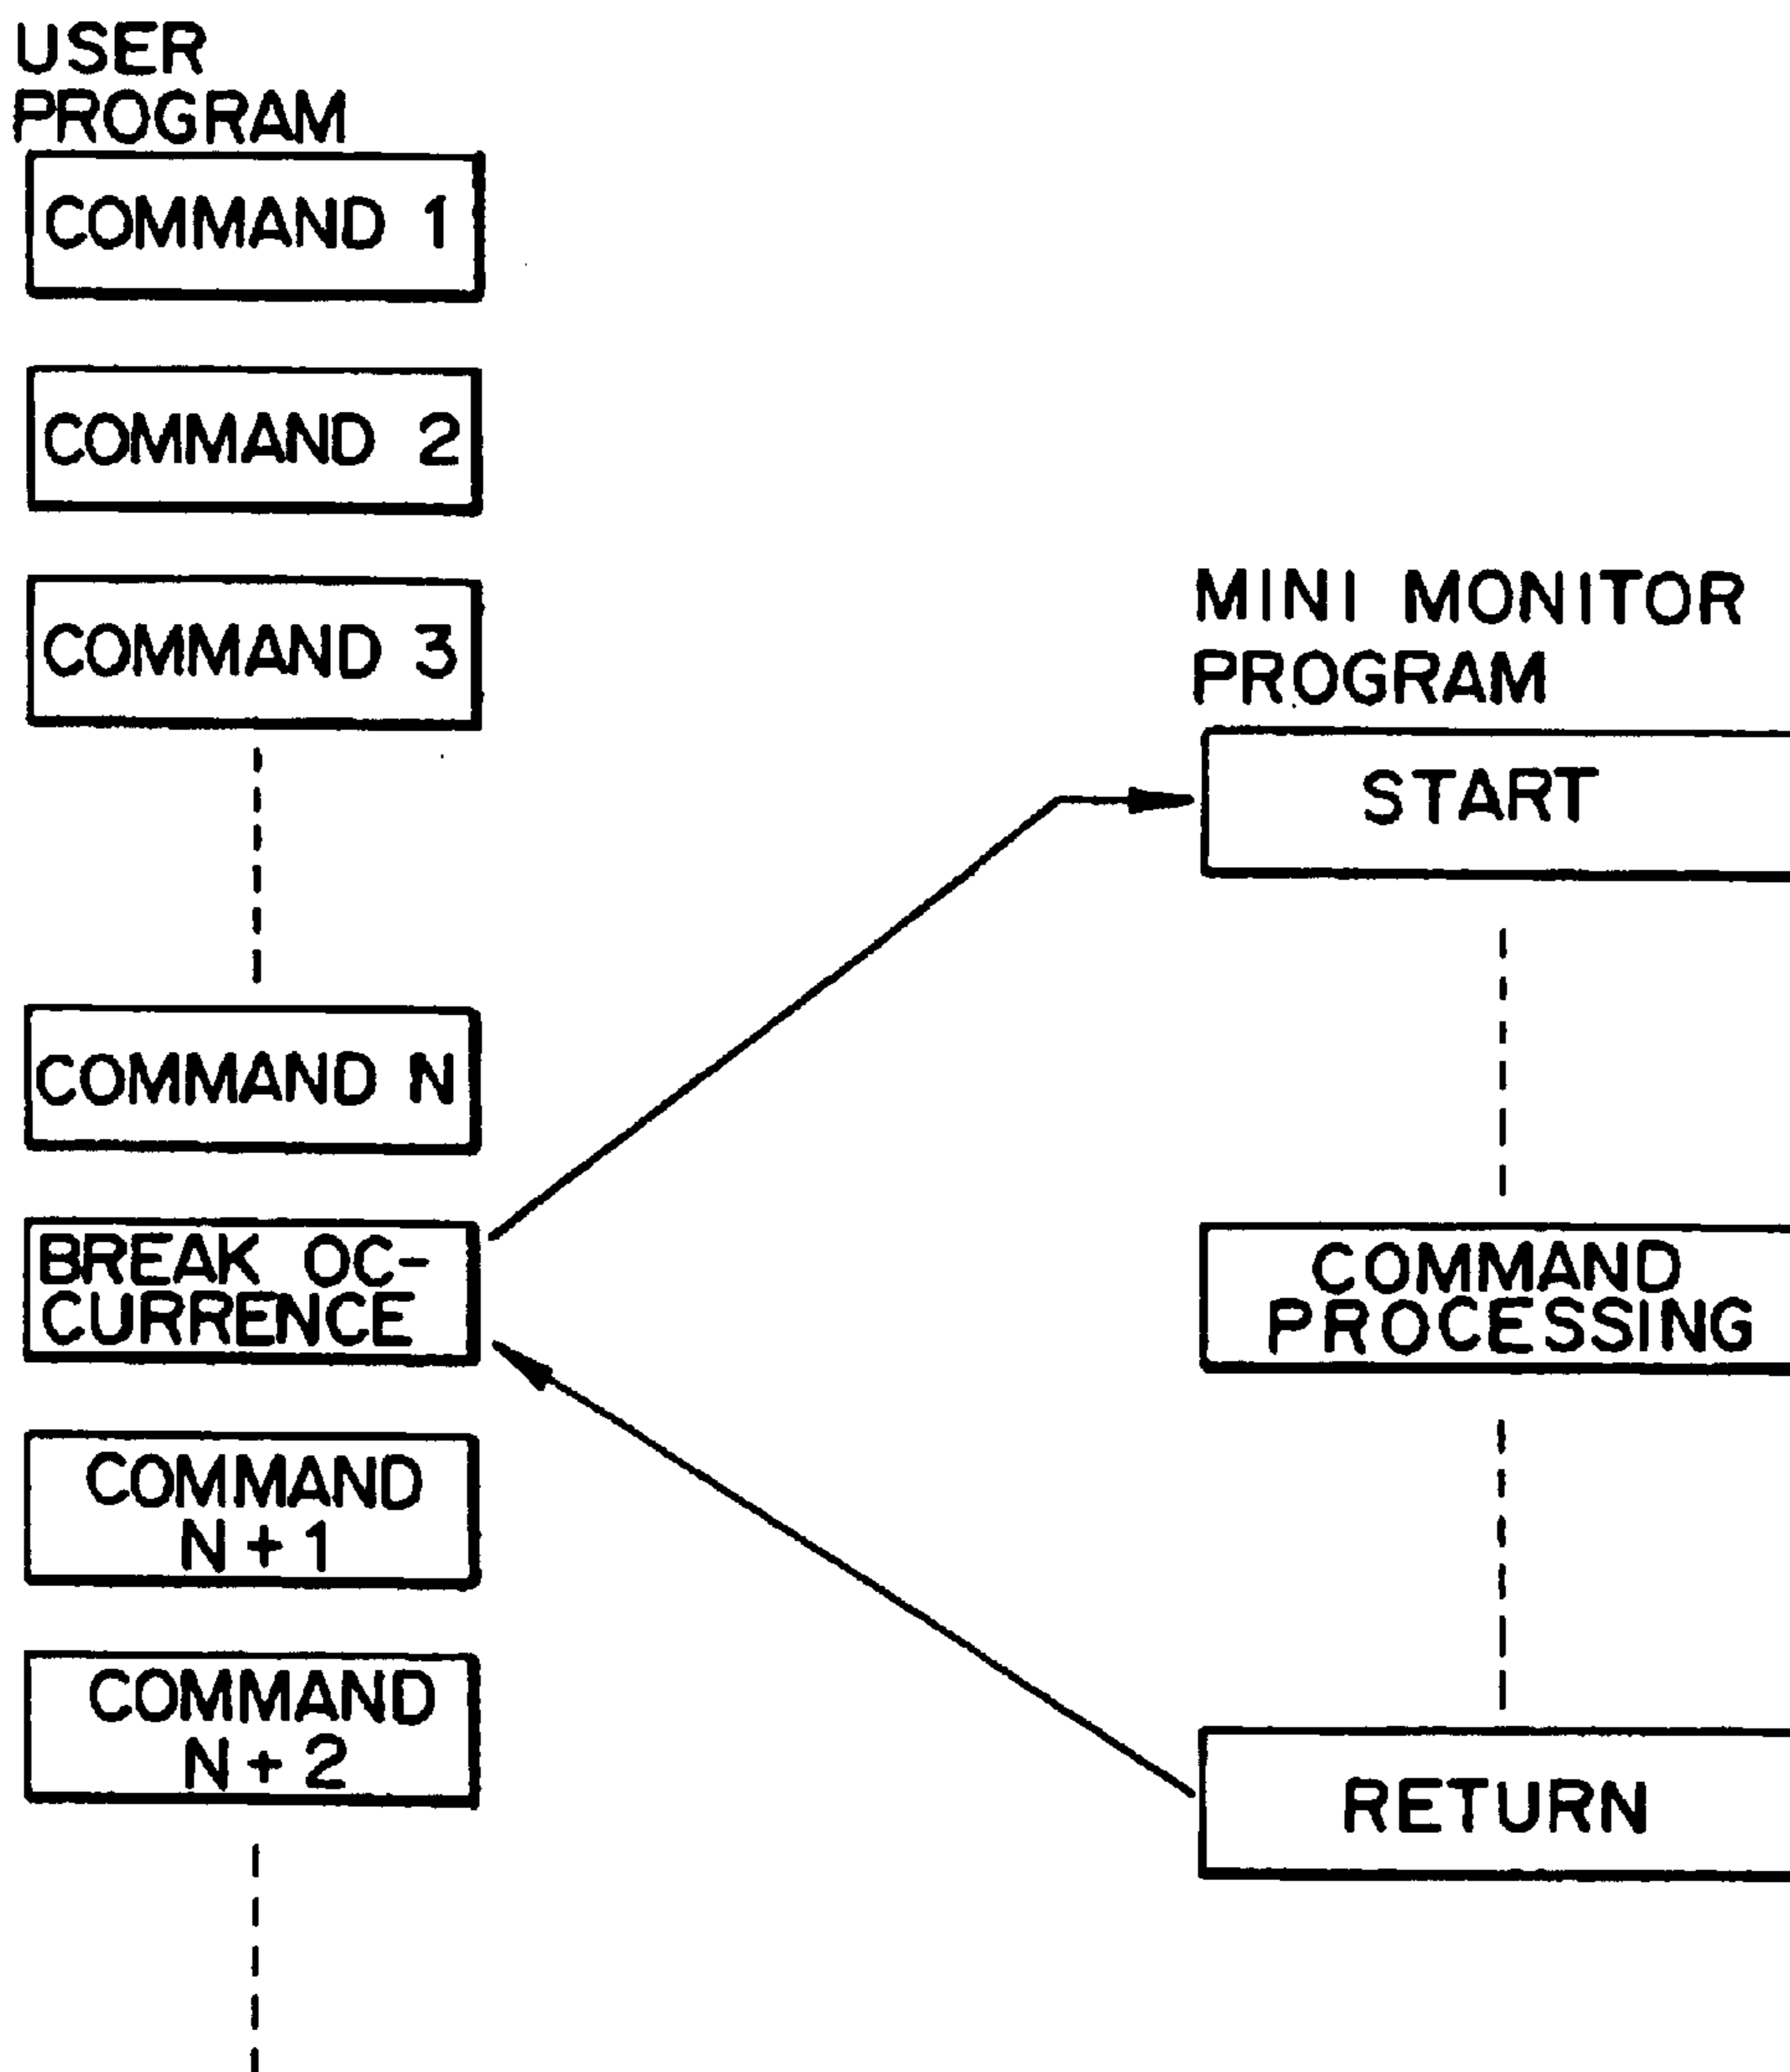 USER
PROGRAM
COMMAND 1
COMMAND 2
COMMAND 3
COMMAND N
BREAK OC-
CURRENCE
COMMAND
N+1
COMMAND
N+2
MINI MONITOR
PROGRAM
START
COMMAND
PROCESSING
RETURN